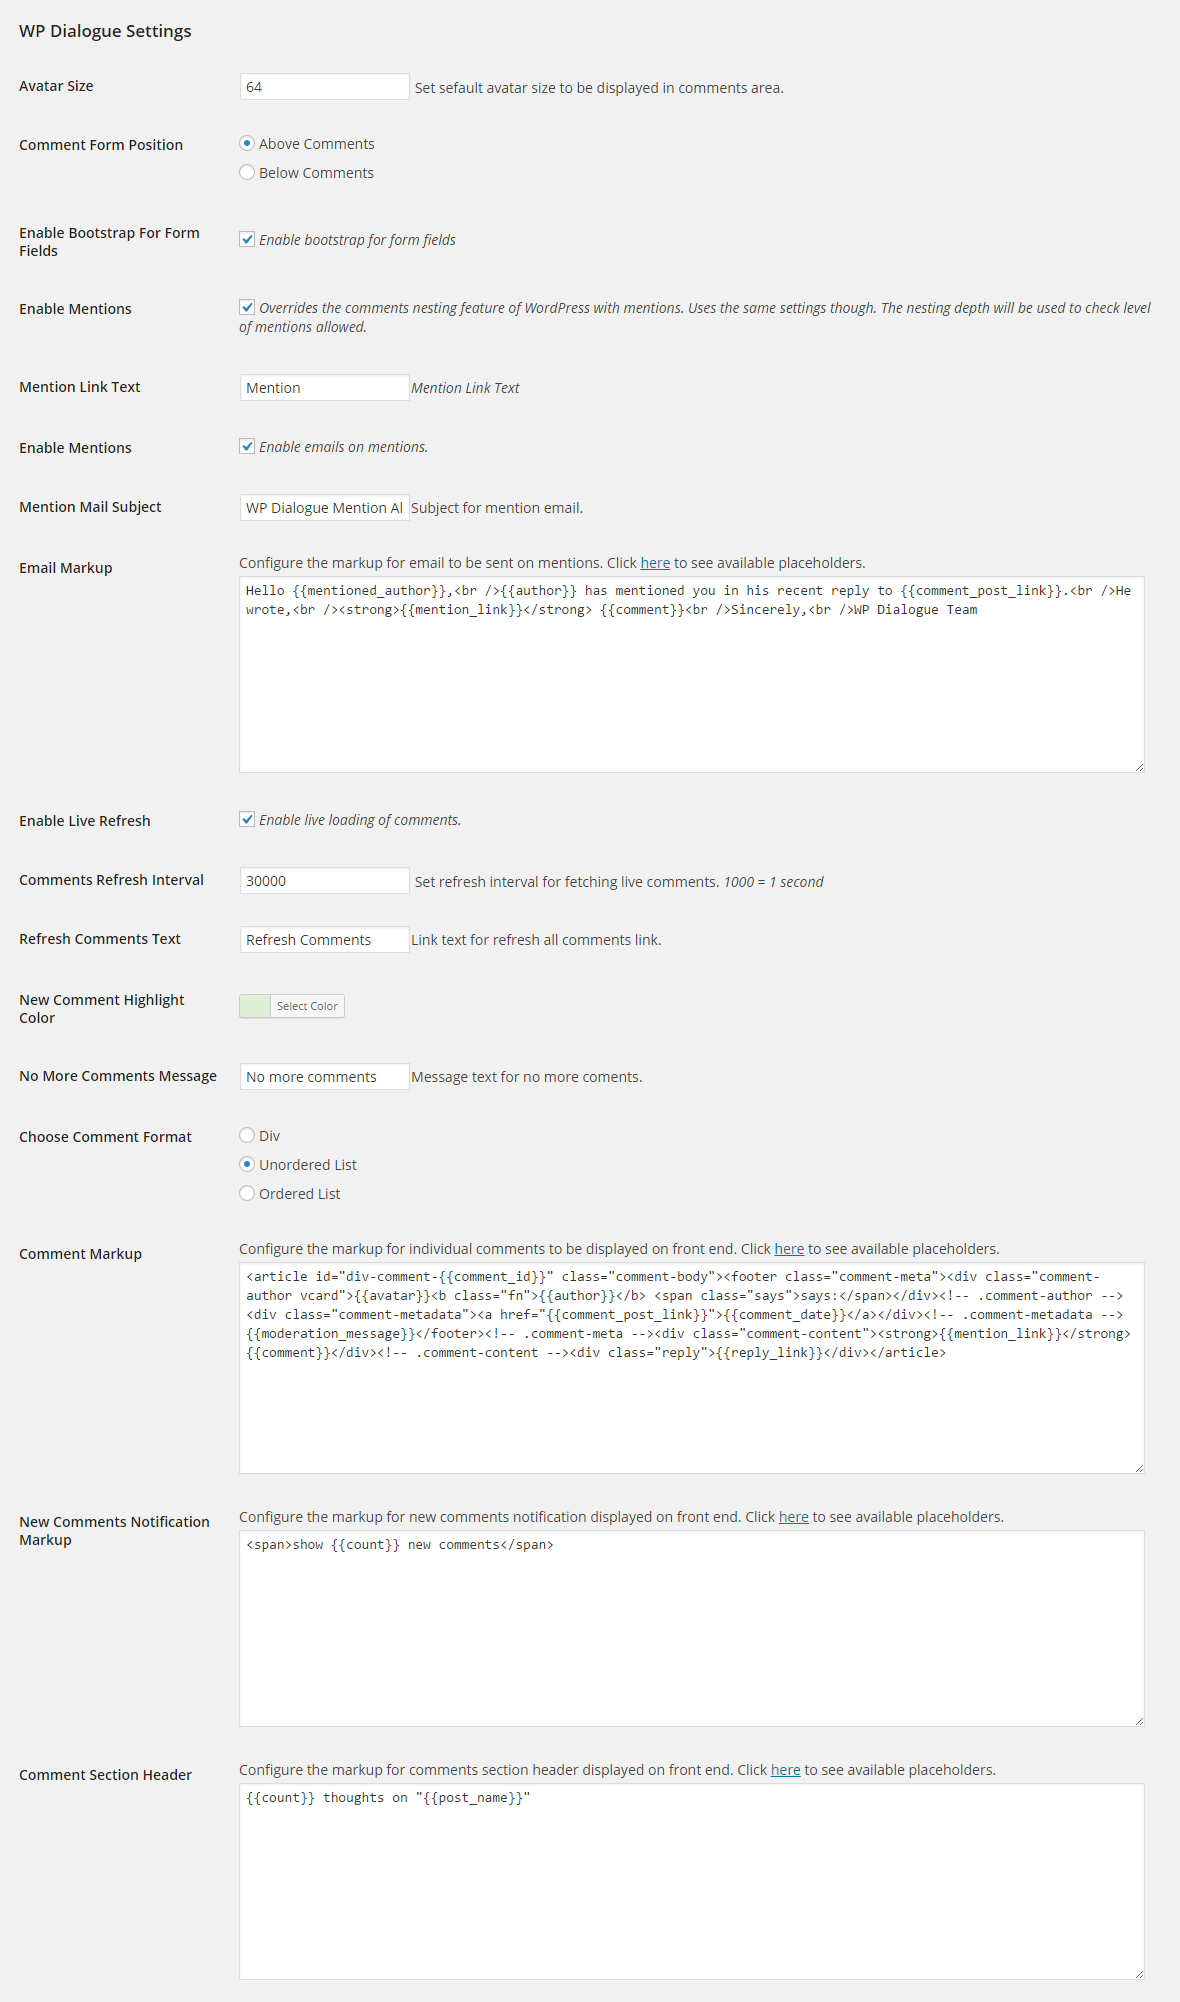 WP Dialogue Settings
Avatar Size
64
Set sefault avatar size to be displayed in comments area.
Comment Form Position
Above Comments
Below Comments
Enable Bootstrap For Form
Fields
Enable bootstrap for form fields
Enable Mentions
Overrides the comments nesting feature of WordPress with mentions. Uses the same settings though. The nesting depth will be used to check level
of mentions allowed.
Mention Link Text
Mention
Mention Link Text
Enable Mentions
Enable emails on mentions.
Mention Mail Subject
WP Dialogue Mention Al
Subject for mention email.
Email Markup
Configure the markup for email to be sent on mentions. Click here to see available placeholders.
Hello {{mentioned_author}},<br />{{author}} has mentioned you in his recent reply to {{comment_post_link}}.<br />He
wrote,<br /><strong>{{mention_link}}</strong> {{comment}}<br />Sincerely,<br />WP Dialogue Team
Enable Live Refresh
Enable live loading of comments.
Comments Refresh Interval
30000
Set refresh interval for fetching live comments. 1000 = 1 second
Refresh Comments Text
Refresh Comments
Link text for refresh all comments link.
New Comment Highlight
Color
Select Color
No More Comments Message
No more comments
Message text for no more coments.
Choose Comment Format
Div
Unordered List
Ordered List
Comment Markup
Configure the markup for individual comments to be displayed on front end. Click here to see available placeholders.
<article id="div-comment-{{comment_id}}" class="comment-body"><footer class="comment-meta"><div class="comment-
author vcard">{{avatar}}<b class="fn">{{author}}</b> <span class="says">says:</span></div><!-- .comment-author -->
<div class="comment-metadata"><a href="{{comment_post_link}}">{{comment_date}}</a></div><!-- .comment-metadata -->
{{moderation_message}}</footer><!-- .comment-meta --><div class="comment-content"><strong>{{mention_link}}</strong>
{{comment}}</div><!-- .comment-content --><div class="reply">{{reply_link}}</div></article>
New Comments Notification
Markup
Configure the markup for new comments notification displayed on front end. Click here to see available placeholders.
<span>show {{count}} new comments</span>
Comment Section Header
Configure the markup for comments section header displayed on front end. Click here to see available placeholders.
{{count}} thoughts on "{{post_name}}"